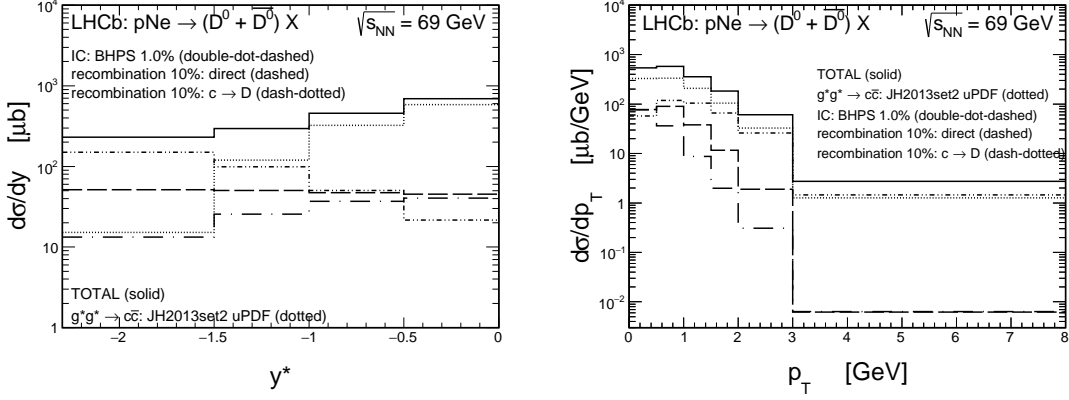 LHCb: pNe → (D⁰ + D̅⁰) X √s_NN = 69 GeV
IC: BHPS 1.0% (double-dot-dashed)
recombination 10%: direct (dashed)
recombination 10%: c → D (dash-dotted)
TOTAL (solid)
g*g* → cc̅: JH2013set2 uPDF (dotted)
dσ/dy [μb]
10⁴
10³
10²
10
1
−2 −1.5 −1 −0.5 0
y*
LHCb: pNe → (D⁰ + D̅⁰) X √s_NN = 69 GeV
TOTAL (solid)
g*g* → cc̅: JH2013set2 uPDF (dotted)
IC: BHPS 1.0% (double-dot-dashed)
recombination 10%: direct (dashed)
recombination 10%: c → D (dash-dotted)
dσ/dp_T [μb/GeV]
10⁴
10³
10²
10
1
10⁻¹
10⁻²
0 1 2 3 4 5 6 7 8
p_T [GeV]